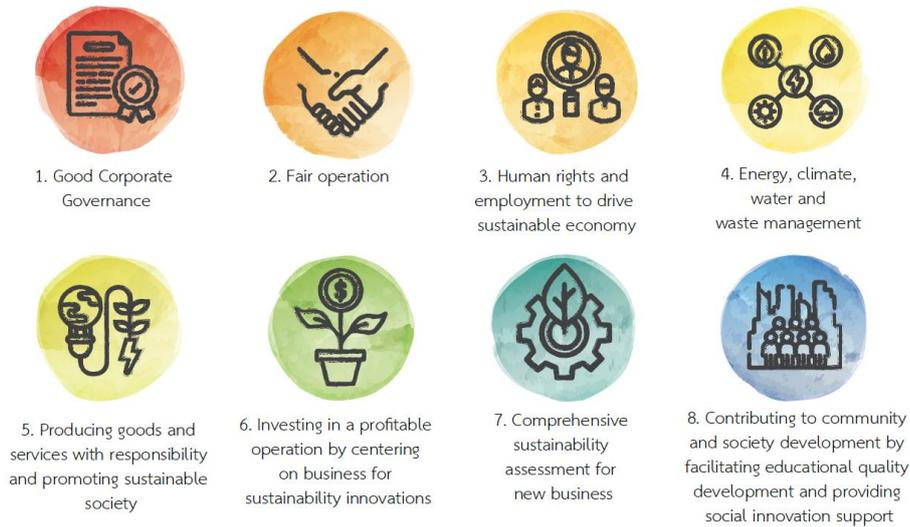 1. Good Corporate
Governance
2. Fair operation
3. Human rights and
employment to drive
sustainable economy
4. Energy, climate,
water and
waste management
5. Producing goods and
services with responsibility
and promoting sustainable
society
6. Investing in a profitable
operation by centering
on business for
sustainability innovations
7. Comprehensive
sustainability
assessment for
new business
8. Contributing to community
and society development by
facilitating educational quality
development and providing
social innovation support